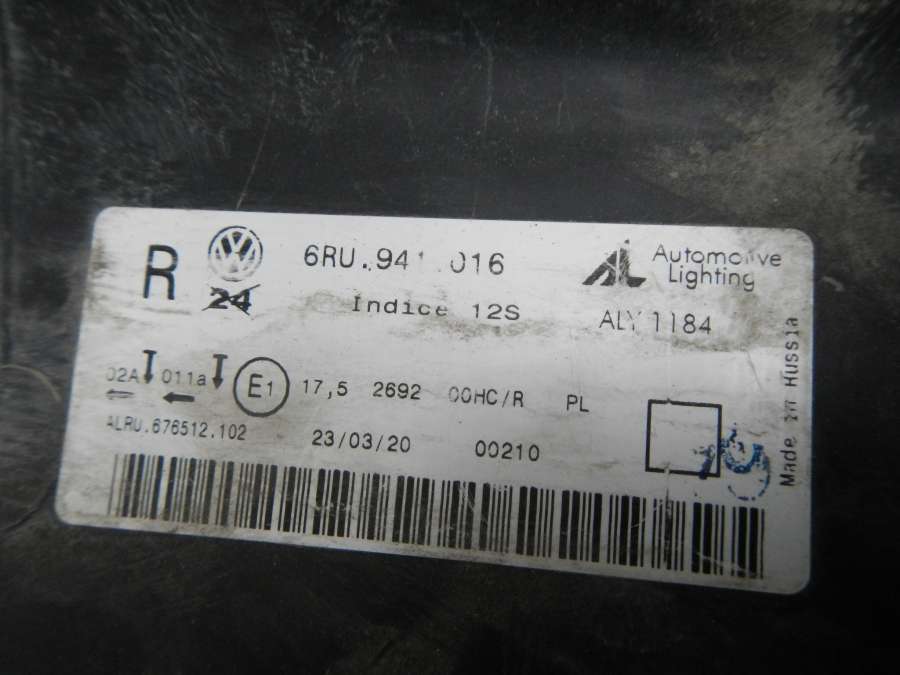 R 6RU.941.016 Automotive
24 Lighting
Indice 12S ALY 1184
02A 011a E1 17,5 2692 00HC/R PL
ALRU.676512.102 23/03/20 00210
Made in Russia